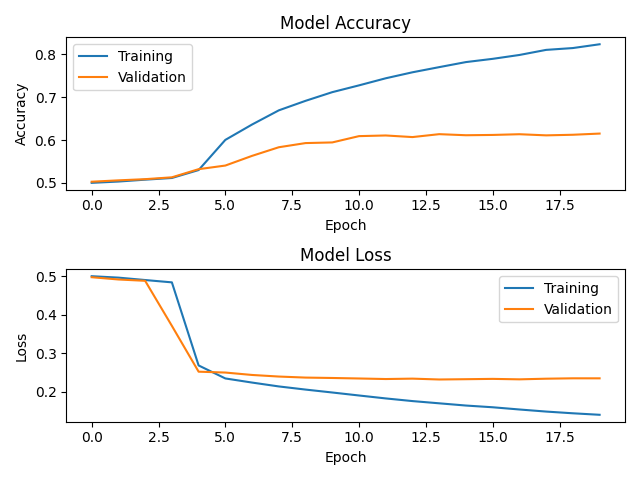 Model Accuracy
Accuracy
0.8
0.7
0.6
0.5
Training
Validation
0.0 2.5 5.0 7.5 10.0 12.5 15.0 17.5
Epoch
Model Loss
Loss
0.5
0.4
0.3
0.2
Training
Validation
0.0 2.5 5.0 7.5 10.0 12.5 15.0 17.5
Epoch